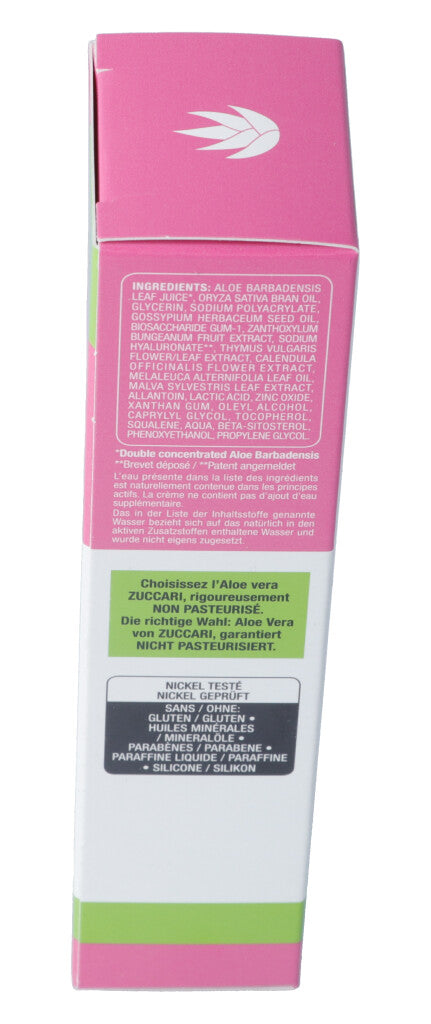 INGREDIENTS: ALOE BARBADENSIS
LEAF JUICE*, ORYZA SATIVA BRAN OIL,
GLYCERIN, SODIUM POLYACRYLATE,
GOSSYPIUM HERBACEUM SEED OIL,
BIOSACCHARIDE GUM-1, ZANTHOXYLUM
BUNGEANUM FRUIT EXTRACT, SODIUM
HYALURONATE**, THYMUS VULGARIS
FLOWER/LEAF EXTRACT, CALENDULA
OFFICINALIS FLOWER EXTRACT,
MELALEUCA ALTERNIFOLIA LEAF OIL,
MALVA SYLVESTRIS LEAF EXTRACT,
ALLANTOIN, LACTIC ACID, ZINC OXIDE,
XANTHAN GUM, OLEYL ALCOHOL,
CAPRYLYL GLYCOL, TOCOPHEROL,
SQUALENE, AQUA, BETA-SITOSTEROL,
PHENOXYETHANOL, PROPYLENE GLYCOL.
*Double concentrated Aloe Barbadensis
**Brevet déposé / **Patent angemeldet
L'eau présente dans la liste des ingrédients
est naturellement contenue dans les principes
actifs. La crème ne contient pas d'ajout d'eau
supplémentaire.
Das in der Liste der Inhaltsstoffe genannte
Wasser bezieht sich auf das natürlich in den
aktiven Zusatzstoffen enthaltene Wasser und
wurde nicht eigens zugesetzt.
Choisissez l'Aloe vera
ZUCCARI, rigoureusement
NON PASTEURISÉ.
Die richtige Wahl: Aloe Vera
von ZUCCARI, garantiert
NICHT PASTEURISIERT.
NICKEL TESTÉ
NICKEL GEPRÜFT
SANS / OHNE:
GLUTEN / GLUTEN •
HUILES MINÉRALES
/ MINERALÖLE •
PARABÈNES / PARABENE •
PARAFFINE LIQUIDE / PARAFFINE
• SILICONE / SILIKON